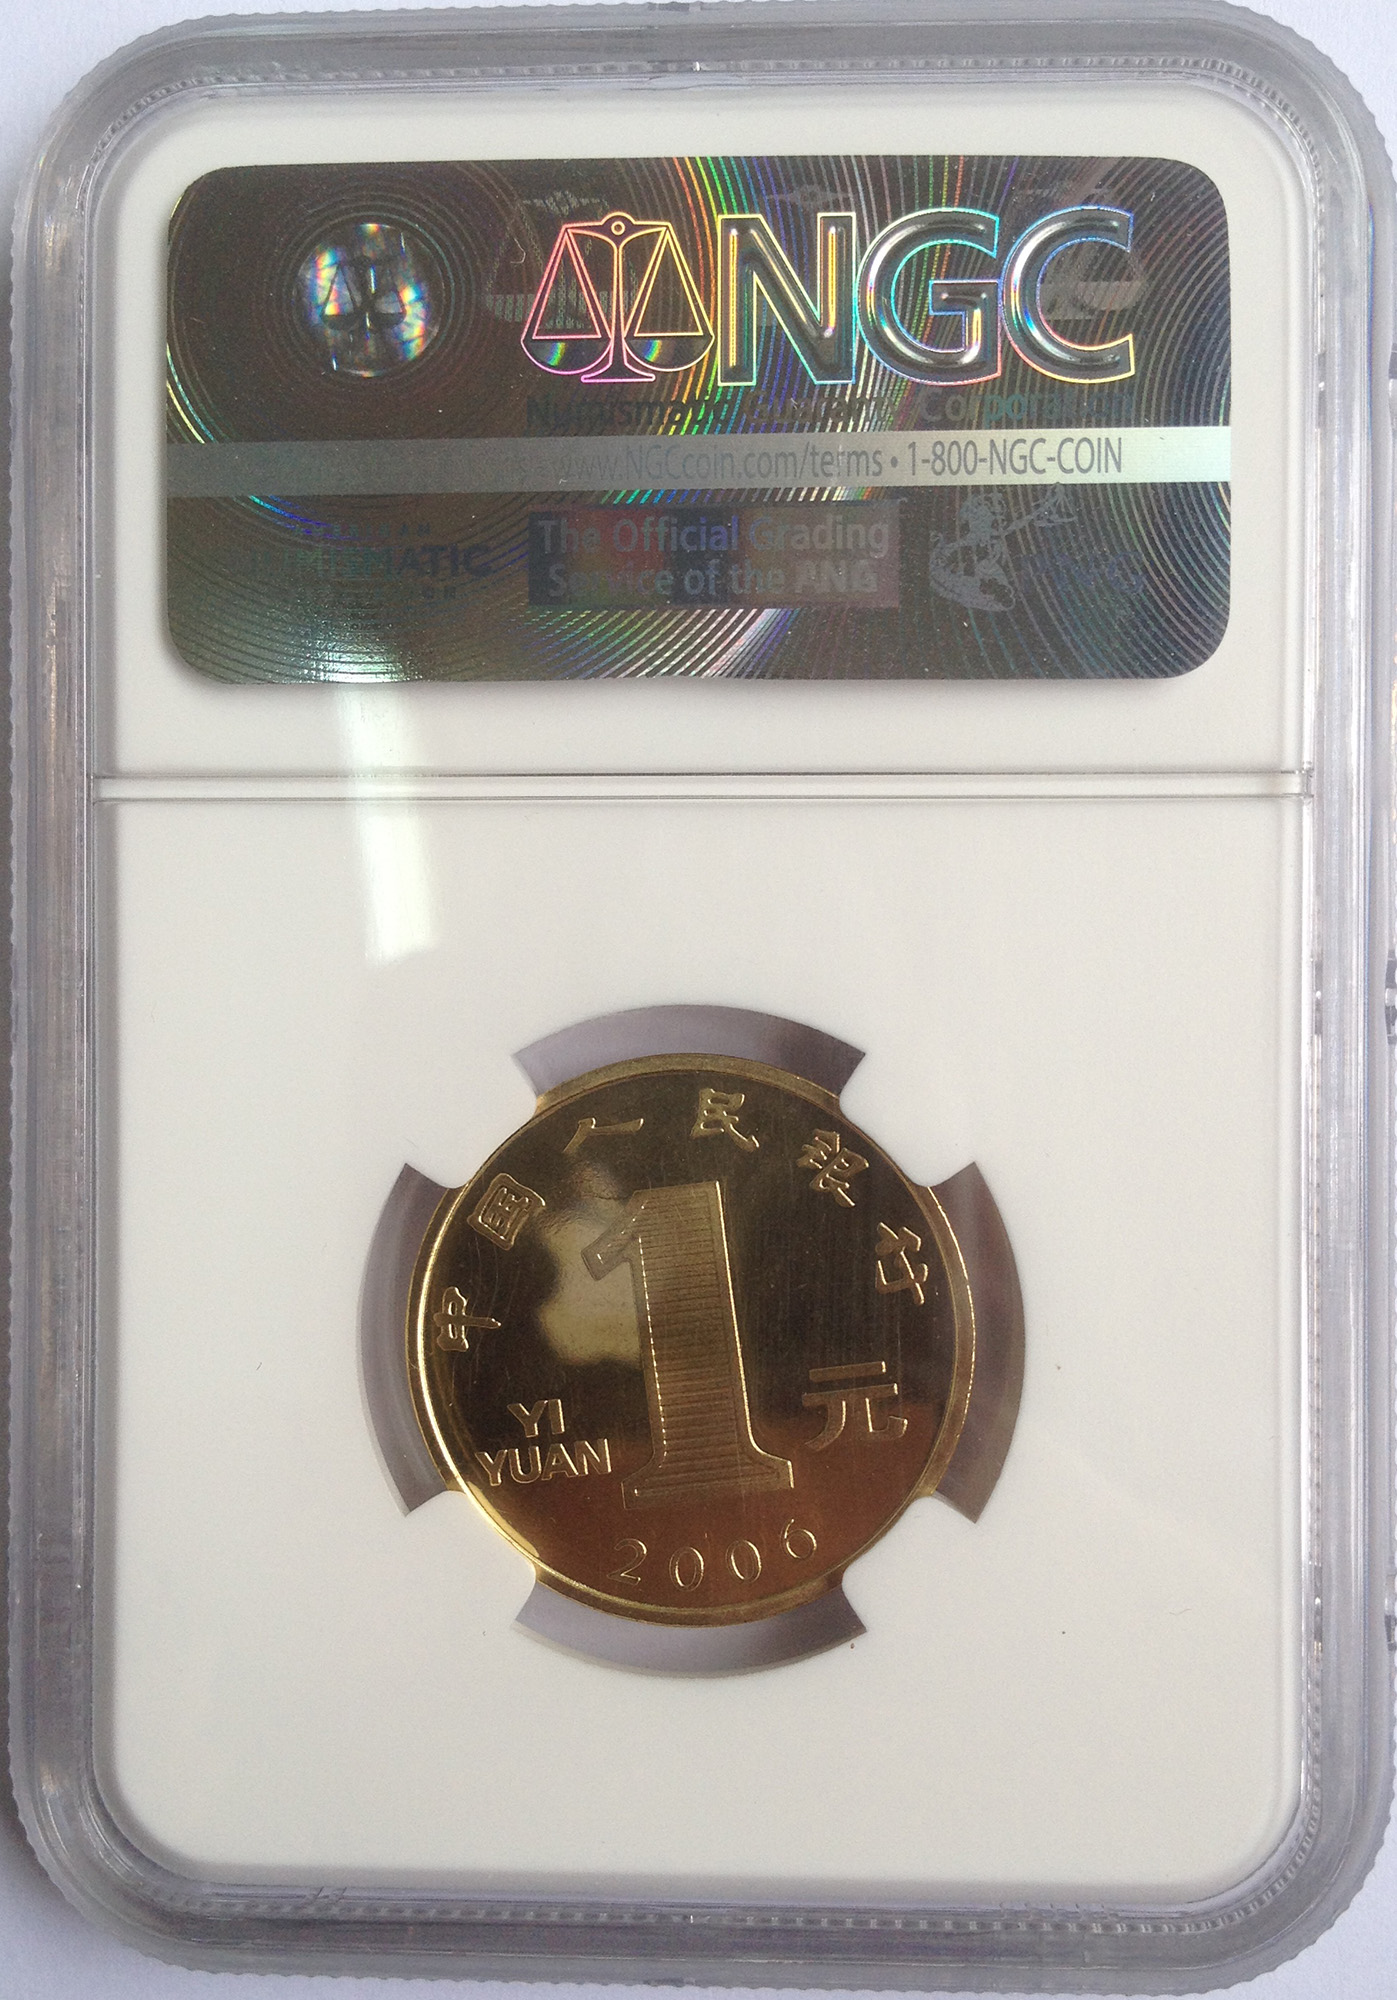 NGC
Numismatic Guaranty Corporation
www.NGCcoin.com/terms • 1-800-NGC-COIN
NUMISMATIC
The Official Grading
Service of the ANA
中国人民银行
1
元
YI
YUAN
2006